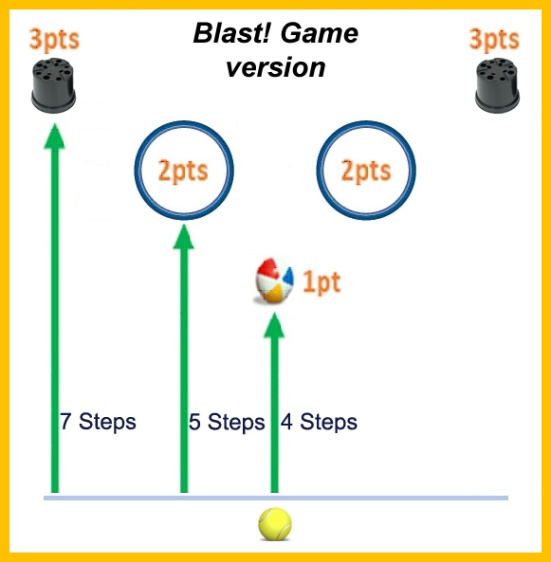 Blast! Game
version
3pts
3pts
2pts
2pts
1pt
7 Steps
5 Steps
4 Steps